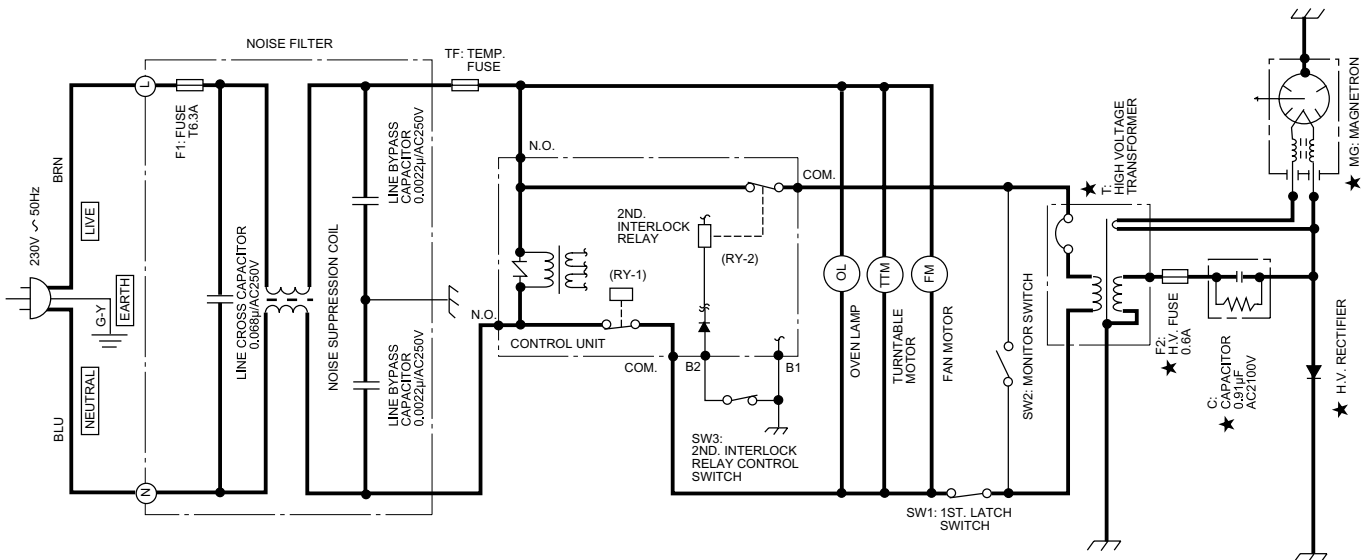 NOISE FILTER
230V ~ 50Hz
BRN
LIVE
G-Y
EARTH
BLU
NEUTRAL
L
N
F1: FUSE
T6.3A
LINE CROSS CAPACITOR
0.068µ/AC250V
NOISE SUPPRESSION COIL
LINE BYPASS
CAPACITOR
0.0022µ/AC250V
LINE BYPASS
CAPACITOR
0.0022µ/AC250V
TF: TEMP.
FUSE
N.O.
COM.
2ND.
INTERLOCK
RELAY
(RY-2)
(RY-1)
N.O.
CONTROL UNIT
COM.
B2
B1
SW3:
2ND. INTERLOCK
RELAY CONTROL
SWITCH
OL
OVEN LAMP
TTM
TURNTABLE
MOTOR
FM
FAN MOTOR
SW1: 1ST. LATCH
SWITCH
SW2: MONITOR SWITCH
★ T:
HIGH VOLTAGE
TRANSFORMER
★ F2:
H.V. FUSE
0.6A
★ C:
CAPACITOR
0.91µF
AC2100V
★ H.V. RECTIFIER
★ MG: MAGNETRON